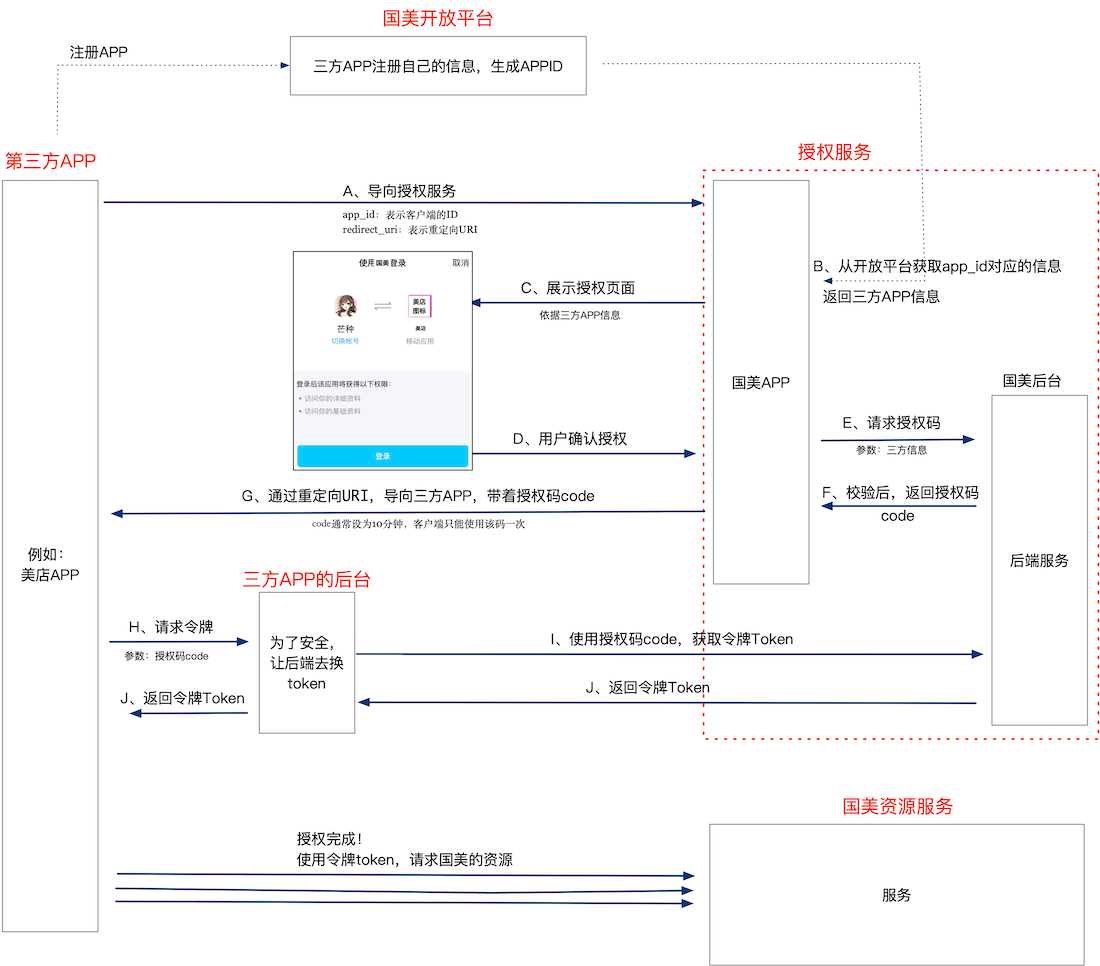 国美开放平台
注册APP
三方APP注册自己的信息，生成APPID
第三方APP
授权服务
A、导向授权服务
app_id：表示客户端的ID
redirect_uri：表示重定向URI
使用国美登录
取消
美店
图标
芒种
美店
切换帐号
移动应用
登录后该应用将获得以下权限：
• 访问你的详细资料
• 访问你的基础资料
登录
B、从开放平台获取app_id对应的信息
返回三方APP信息
C、展示授权页面
依据三方APP信息
国美APP
国美后台
D、用户确认授权
E、请求授权码
参数：三方信息
F、校验后，返回授权码
code
G、通过重定向URI，导向三方APP，带着授权码code
code通常设为10分钟，客户端只能使用该码一次
例如：
美店APP
后端服务
三方APP的后台
H、请求令牌
参数：授权码code
为了安全，
让后端去换
token
I、使用授权码code，获取令牌Token
J、返回令牌Token
J、返回令牌Token
国美资源服务
授权完成！
使用令牌token，请求国美的资源
服务